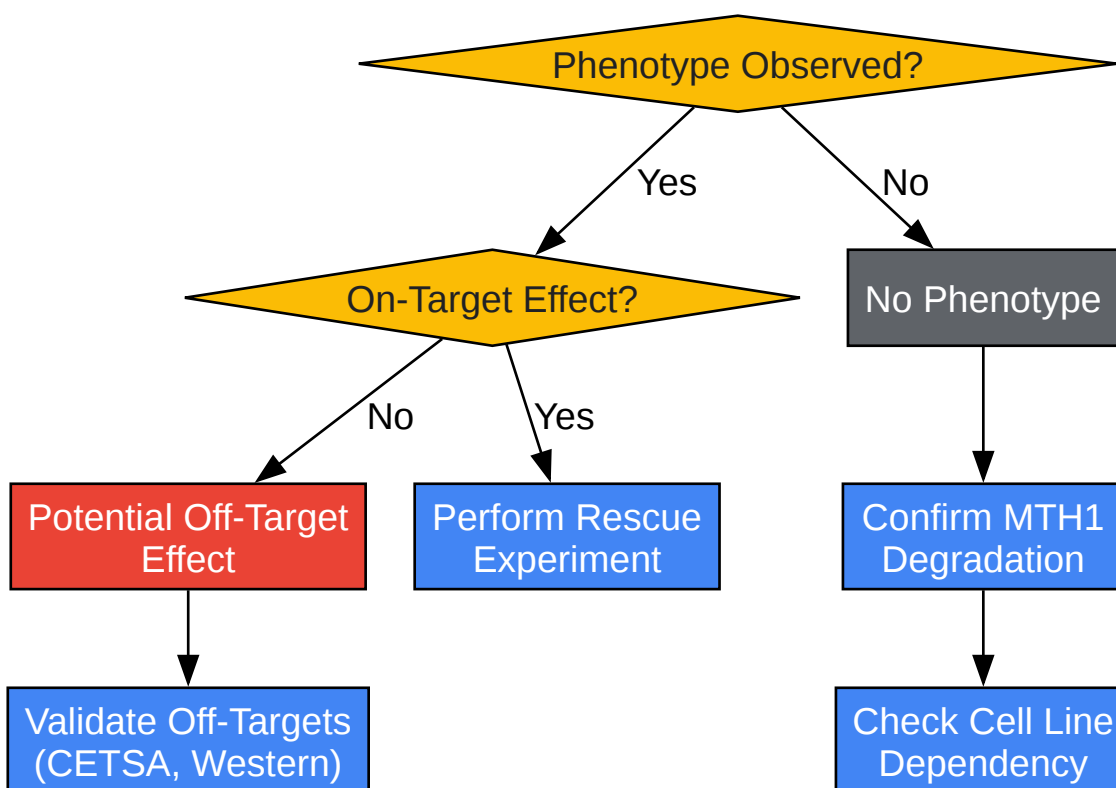 Phenotype Observed?
Yes
No
On-Target Effect?
No Phenotype
No
Yes
Potential Off-Target
Effect
Perform Rescue
Experiment
Confirm MTH1
Degradation
Validate Off-Targets
(CETSA, Western)
Check Cell Line
Dependency